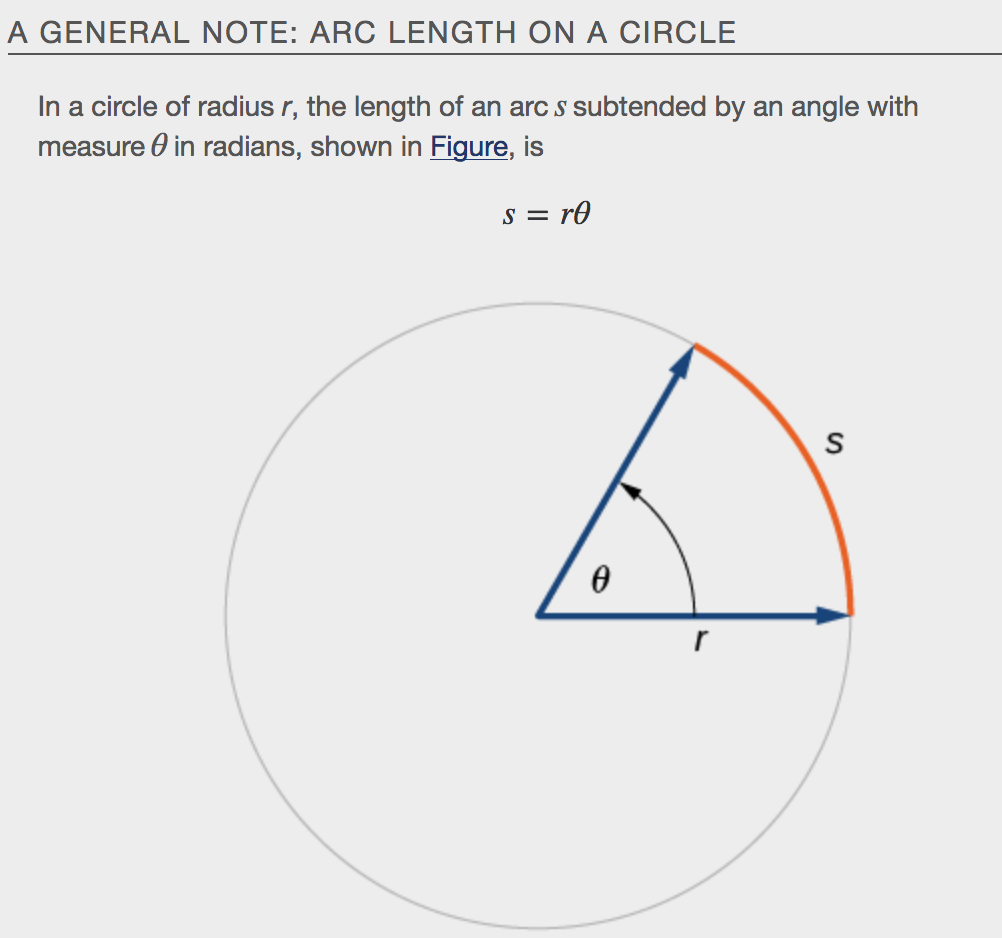 A GENERAL NOTE: ARC LENGTH ON A CIRCLE
In a circle of radius r, the length of an arc s subtended by an angle with
measure θ in radians, shown in Figure, is
s = rθ
s
θ
r